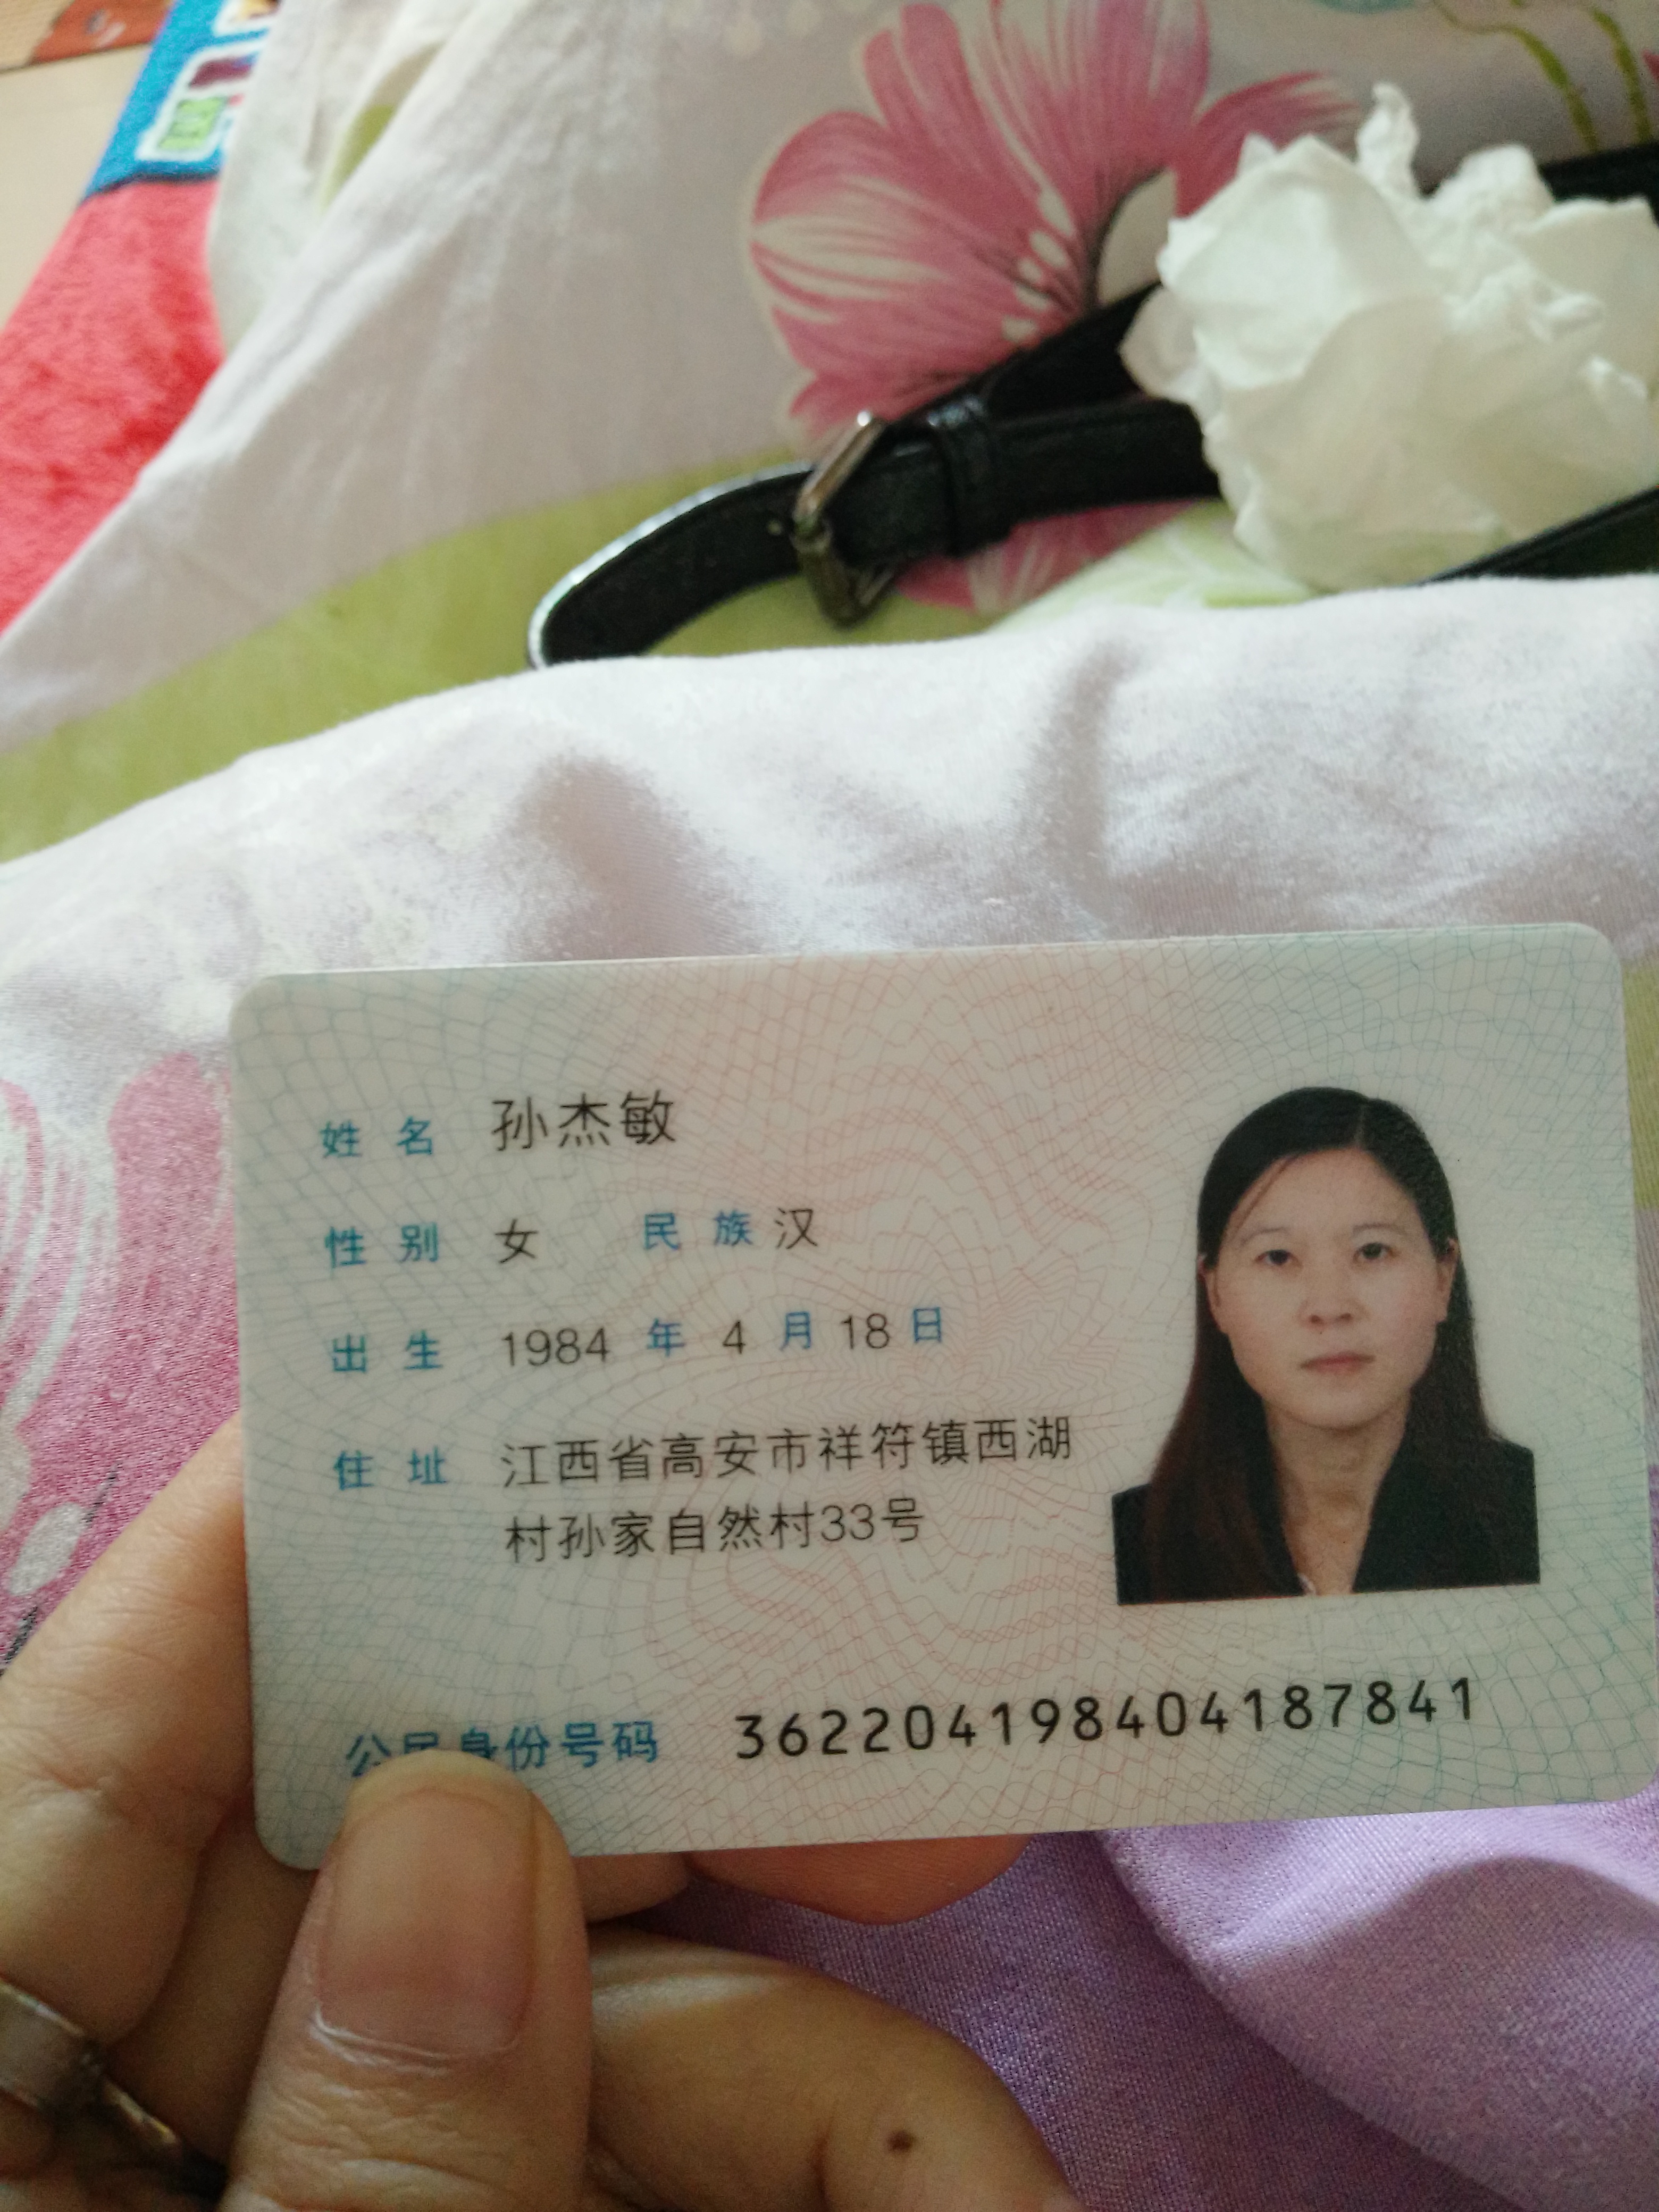 姓名 孙杰敏
性别 女 民族 汉
出生 1984 年 4 月 18 日
住址 江西省高安市祥符镇西湖
村孙家自然村33号
公民身份号码 362204198404187841